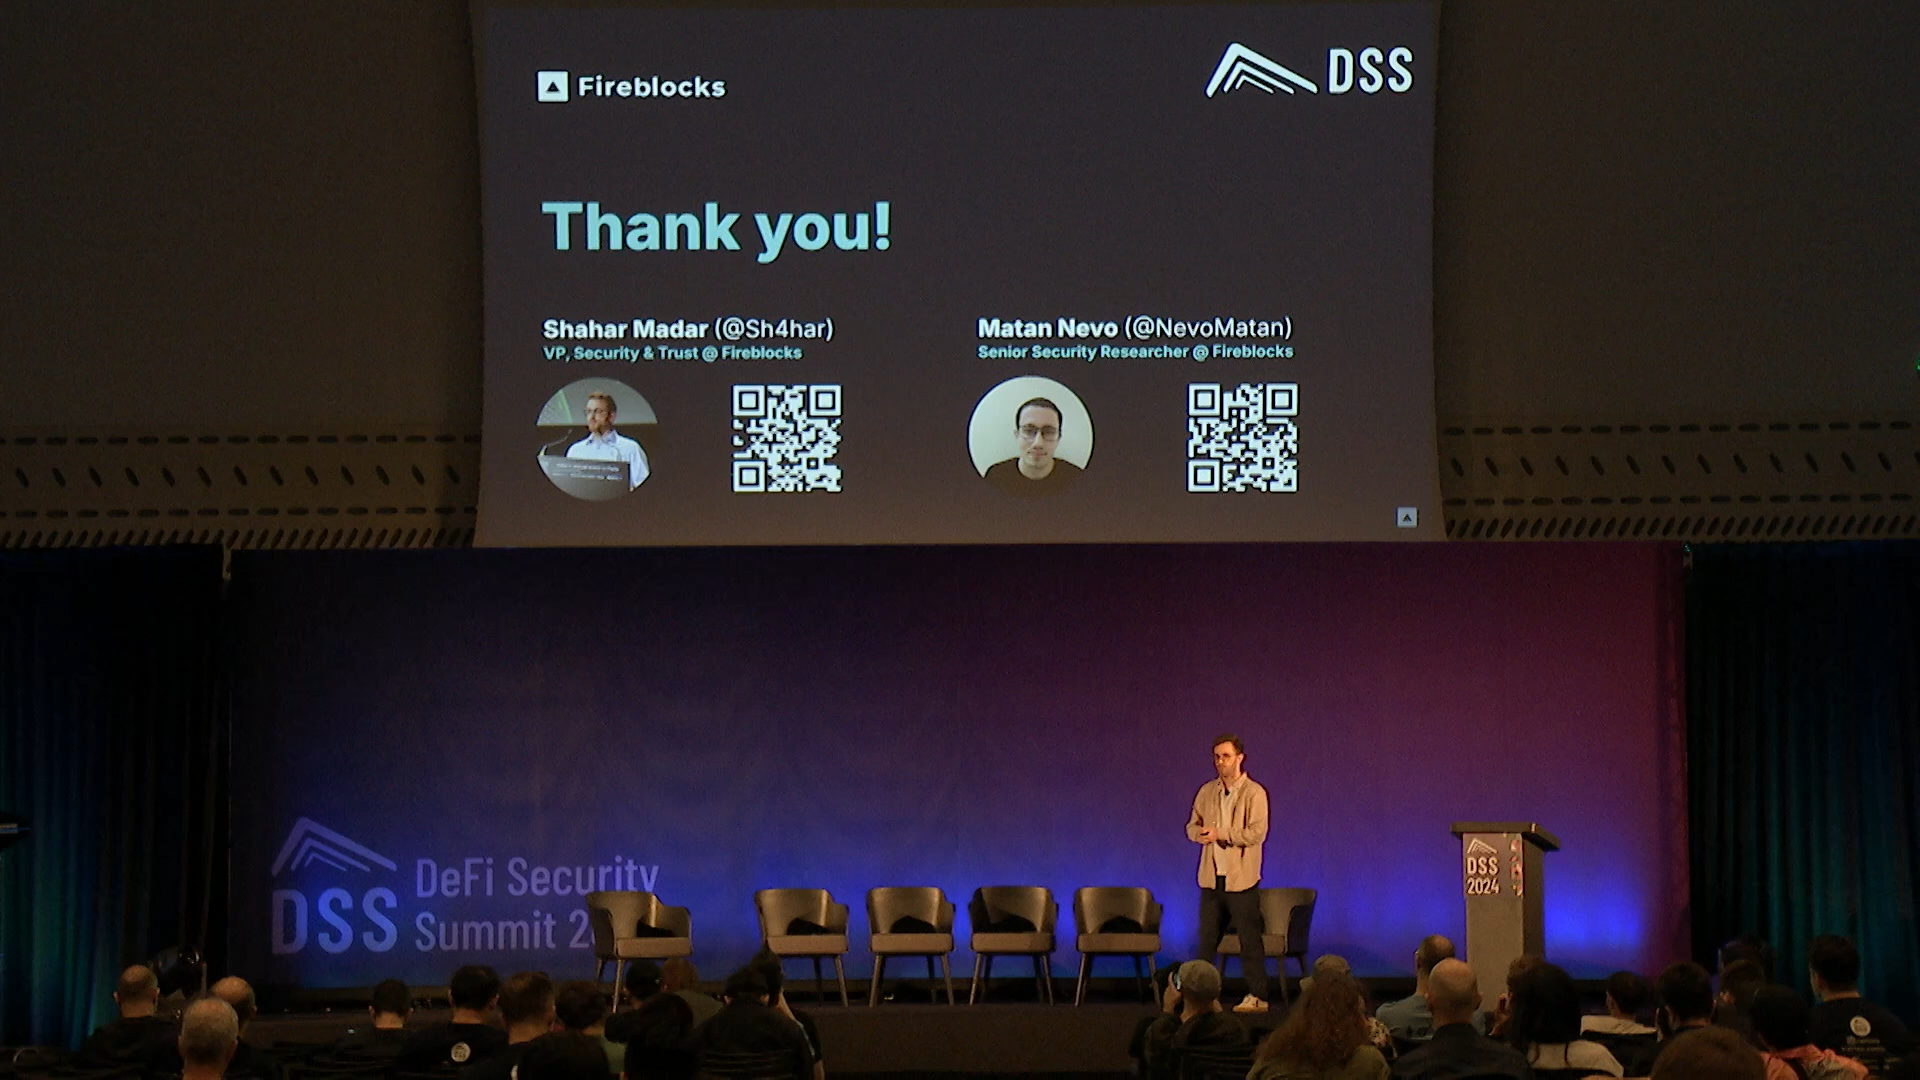 Fireblocks
DSS
Thank you!
Shahar Madar (@Sh4har)
VP, Security & Trust @ Fireblocks
Matan Nevo (@NevoMatan)
Senior Security Researcher @ Fireblocks
DSS
DeFi Security
Summit 2
DSS
2024